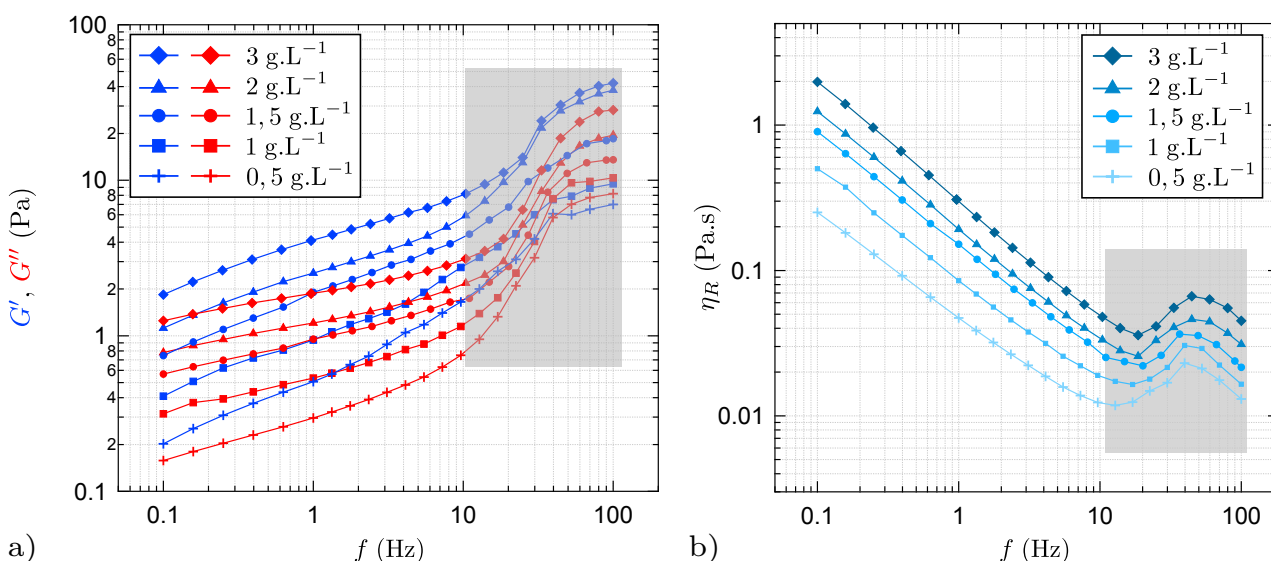 100
8
6
4
2
10
8
6
4
2
1
8
6
4
2
0.1
G′, G″ (Pa)
3 g.L⁻¹
2 g.L⁻¹
1, 5 g.L⁻¹
1 g.L⁻¹
0, 5 g.L⁻¹
0.1
1
10
100
a)
f (Hz)
1
0.1
0.01
η_R (Pa.s)
3 g.L⁻¹
2 g.L⁻¹
1, 5 g.L⁻¹
1 g.L⁻¹
0, 5 g.L⁻¹
0.1
1
10
100
b)
f (Hz)